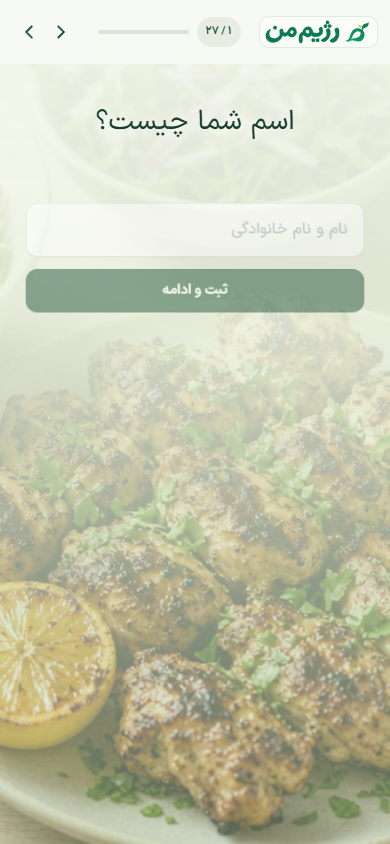 رژیم من
۲۷ / ۱
اسم شما چیست؟
نام و نام خانوادگی
ثبت و ادامه